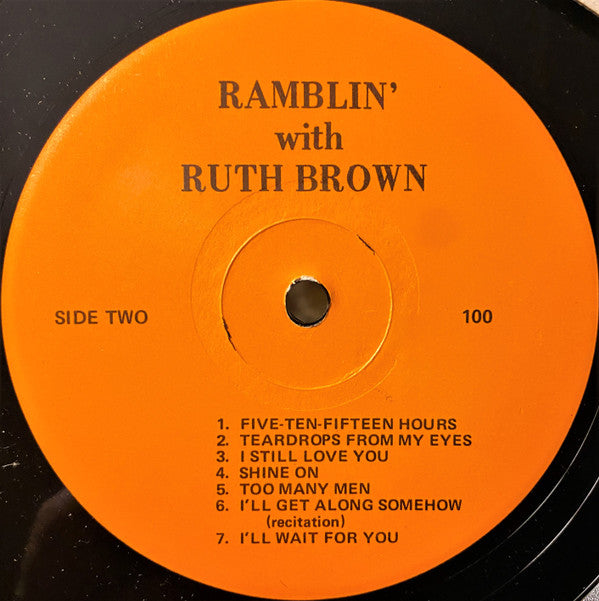 RAMBLIN'
with
RUTH BROWN
SIDE TWO
100
1. FIVE-TEN-FIFTEEN HOURS
2. TEARDROPS FROM MY EYES
3. I STILL LOVE YOU
4. SHINE ON
5. TOO MANY MEN
6. I'LL GET ALONG SOMEHOW
(recitation)
7. I'LL WAIT FOR YOU